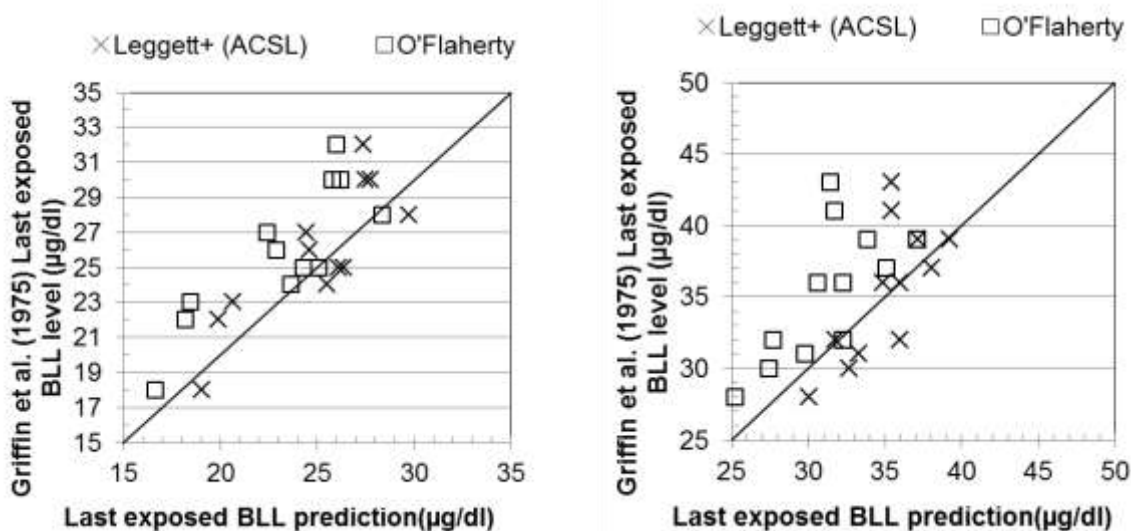 Leggett+ (ACSL) O'Flaherty
Griffin et al. (1975) Last exposed
BLL level (µg/dl)
35
33
31
29
27
25
23
21
19
17
15
15 20 25 30 35
Last exposed BLL prediction(µg/dl)
Leggett+ (ACSL) O'Flaherty
Griffin et al. (1975) Last exposed
BLL level (µg/dl)
50
45
40
35
30
25
25 30 35 40 45 50
Last exposed BLL prediction(µg/dl)